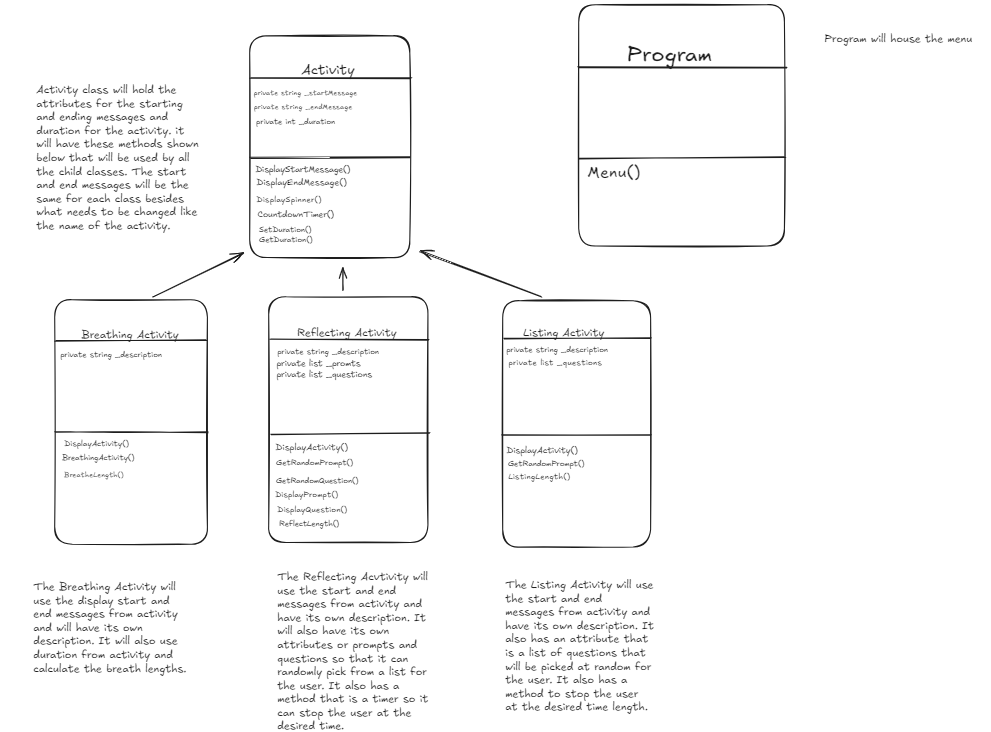 Program will house the menu
Program
Menu()
Activity
private string _startMessage
private string _endMessage
private int _duration
DisplayStartMessage()
DisplayEndMessage()
DisplaySpinner()
CountdownTimer()
SetDuration()
GetDuration()
Activity class will hold the
attributes for the starting
and ending messages and
duration for the activity. it
will have these methods shown
below that will be used by all
the child classes. The start
and end messages will be the
same for each class besides
what needs to be changed like
the name of the activity.
Breathing Activity
private string _description
DisplayActivity()
BreathingActivity()
BreatheLength()
Reflecting Activity
private string _description
private list _promts
private list _questions
DisplayActivity()
GetRandomPrompt()
GetRandomQuestion()
DisplayPrompt()
DisplayQuestion()
ReflectLength()
Listing Activity
private string _description
private list _questions
DisplayActivity()
GetRandomPrompt()
ListingLength()
The Breathing Activity will
use the display start and
end messages from activity
and will have its own
description. It will also use
duration from activity and
calculate the breath lengths.
The Reflecting Acvtivity will
use the start and end
messages from activity and
have its own description. It
will also have its own
attributes or prompts and
questions so that it can
randomly pick from a list for
the user. It also has a
method that is a timer so it
can stop the user at the
desired time.
The Listing Activity will use
the start and end
messages from activity and
have its own description. It
also has an attribute that
is a list of questions that
will be picked at random for
the user. It also has a
method to stop the user
at the desired time length.